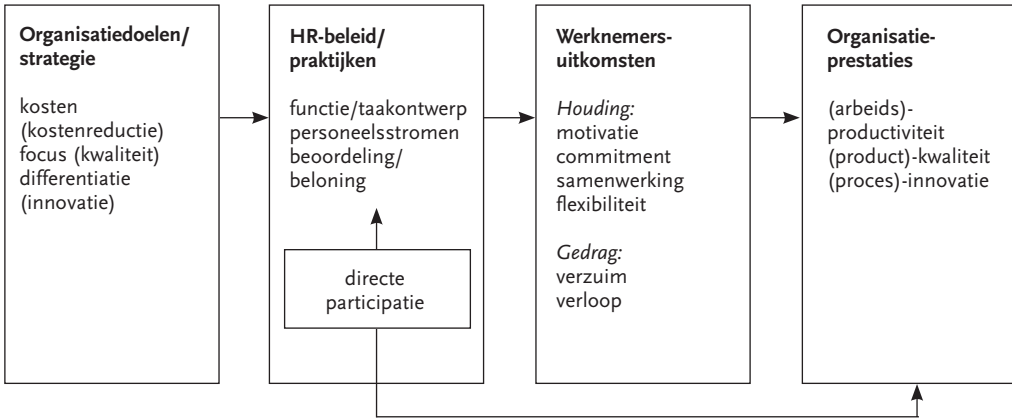 Organisatiedoelen/
strategie
kosten
(kostenreductie)
focus (kwaliteit)
differentiatie
(innovatie)
HR-beleid/
praktijken
functie/taakontwerp
personeelsstromen
beoordeling/
beloning
directe
participatie
Werknemers-
uitkomsten
Houding:
motivatie
commitment
samenwerking
flexibiliteit
Gedrag:
verzuim
verloop
Organisatie-
prestaties
(arbeids)-
productiviteit
(product)-kwaliteit
(proces)-innovatie